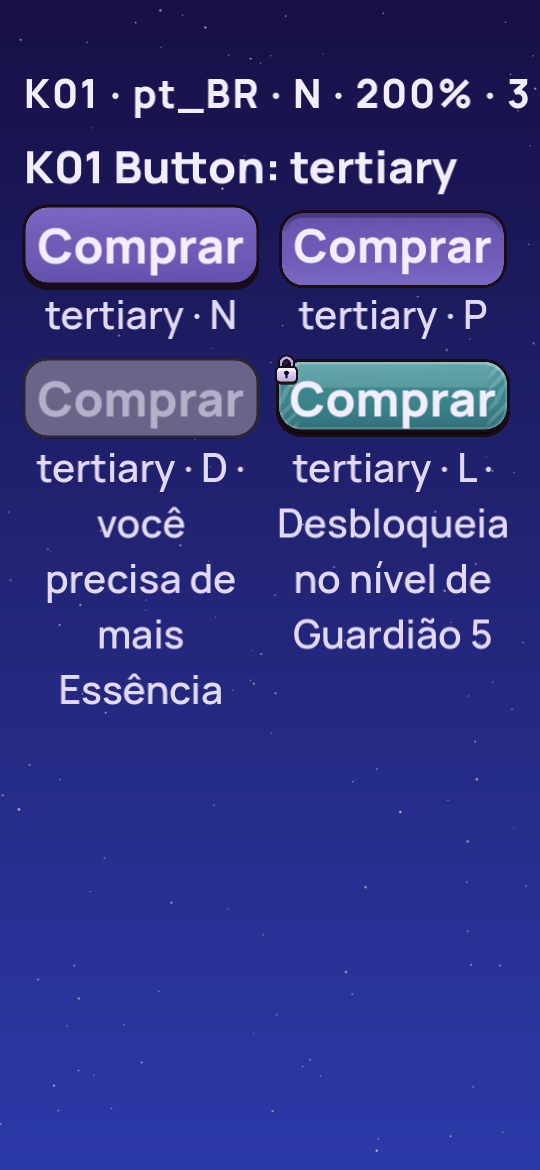 K01 · pt_BR · N · 200% · 3
K01 Button: tertiary
Comprar
Comprar
tertiary · N
tertiary · P
Comprar
Comprar
tertiary · D ·
você
precisa de
mais
Essência
tertiary · L ·
Desbloqueia
no nível de
Guardião 5